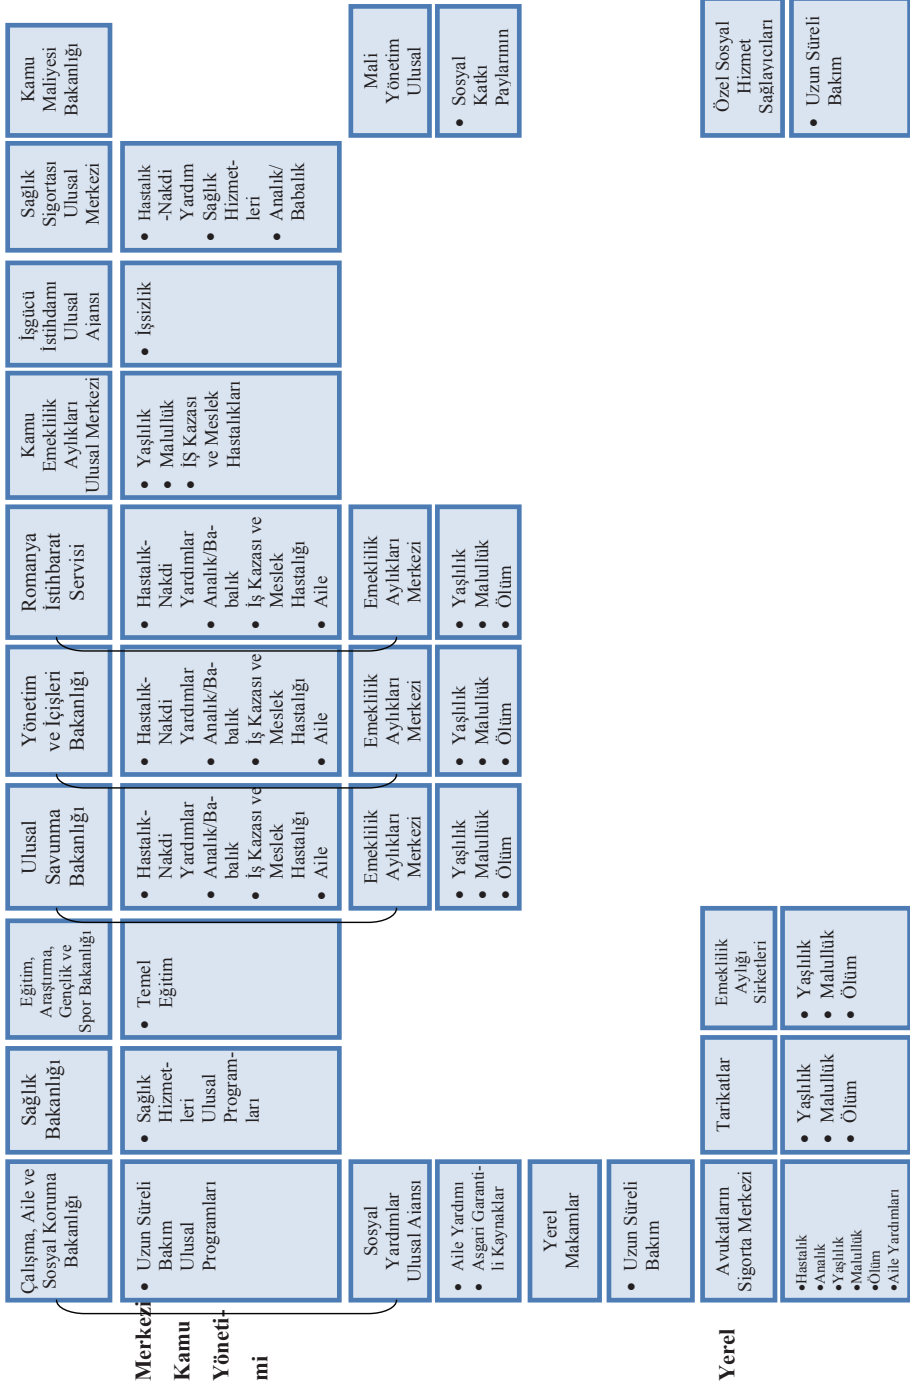 Çalışma, Aile ve
Sosyal Koruma
Bakanlığı
Sağlık
Bakanlığı
Eğitim,
Araştırma,
Gençlik ve
Spor Bakanlığı
Ulusal
Savunma
Bakanlığı
Yönetim
ve İçişleri
Bakanlığı
Romanya
İstihbarat
Servisi
Kamu
Emeklilik
Aylıkları
Ulusal Merkezi
İşgücü
İstihdamı
Ulusal
Ajansı
Sağlık
Sigortası
Ulusal
Merkezi
Kamu
Maliyesi
Bakanlığı
Merkezi
Kamu
Yöneti-
mi
• Uzun Süreli
Bakım
Ulusal
Programları
• Sağlık
Hizmet-
leri
Ulusal
Program-
ları
• Temel
Eğitim
• Hastalık-
Nakdi
Yardımlar
• Analık/Ba-
balık
• İş Kazası ve
Meslek
Hastalığı
• Aile
• Hastalık-
Nakdi
Yardımlar
• Analık/Ba-
balık
• İş Kazası ve
Meslek
Hastalığı
• Aile
• Hastalık-
Nakdi
Yardımlar
• Analık/Ba-
balık
• İş Kazası ve
Meslek
Hastalığı
• Aile
• Yaşlılık
• Malullük
• İŞ Kazası
ve Meslek
Hastalıkları
• İşsizlik
• Hastalık
-Nakdi
Yardım
• Sağlık
Hizmet-
leri
• Analık/
Babalık
Sosyal
Yardımlar
Ulusal Ajansı
Emeklilik
Aylıkları
Merkezi
Emeklilik
Aylıkları
Merkezi
Emeklilik
Aylıkları
Merkezi
Mali
Yönetim
Ulusal
• Aile Yardımı
• Asgari Garanti-
li Kaynaklar
• Yaşlılık
• Malullük
• Ölüm
• Yaşlılık
• Malullük
• Ölüm
• Yaşlılık
• Malullük
• Ölüm
• Sosyal
Katkı
Paylarının
Yerel
Makamlar
• Uzun Süreli
Bakım
Yerel
Avukatların
Sigorta Merkezi
Tarikatlar
Emeklilik
Aylığı
Sirketleri
Özel Sosyal
Hizmet
Sağlayıcıları
•Hastalık
•Analık
•Yaşlılık
•Malullük
•Ölüm
•Aile Yardımları
• Yaşlılık
• Malullük
• Ölüm
• Yaşlılık
• Malullük
• Ölüm
• Uzun Süreli
Bakım